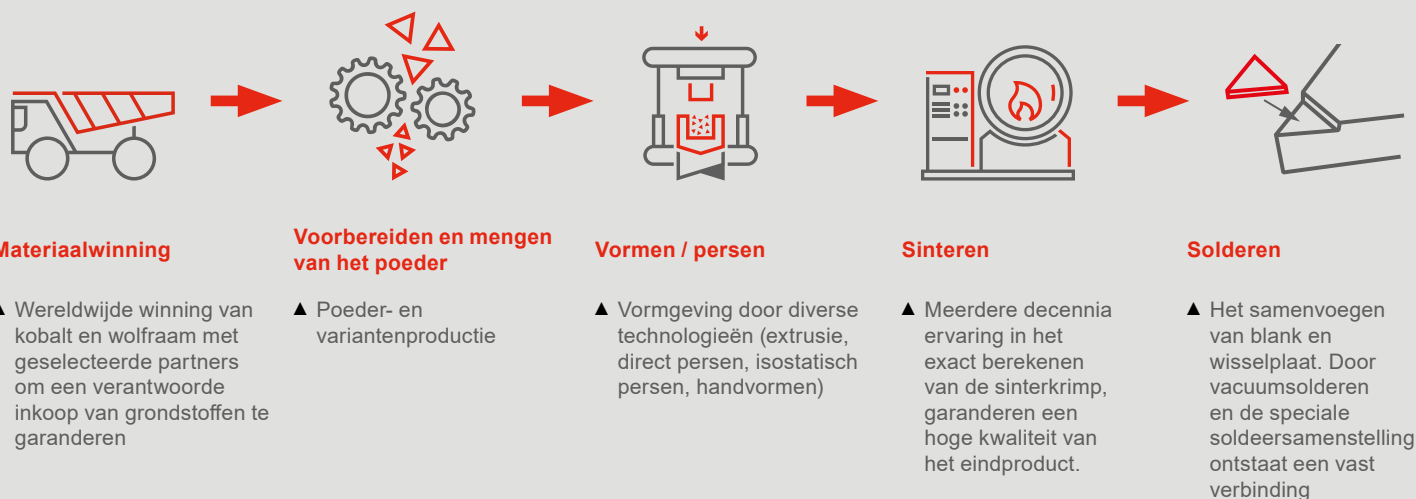 Materiaalwinning
▲ Wereldwijde winning van
kobalt en wolfraam met
geselecteerde partners
om een verantwoorde
inkoop van grondstoffen te
garanderen
Voorbereiden en mengen
van het poeder
▲ Poeder- en
variantenproductie
Vormen / persen
▲ Vormgeving door diverse
technologieën (extrusie,
direct persen, isostatisch
persen, handvormen)
Sinteren
▲ Meerdere decennia
ervaring in het
exact berekenen
van de sinterkrimp,
garanderen een
hoge kwaliteit van
het eindproduct.
Solderen
▲ Het samenvoegen
van blank en
wisselplaat. Door
vacuumsolderen
en de speciale
soldeersamenstelling
ontstaat een vast
verbinding